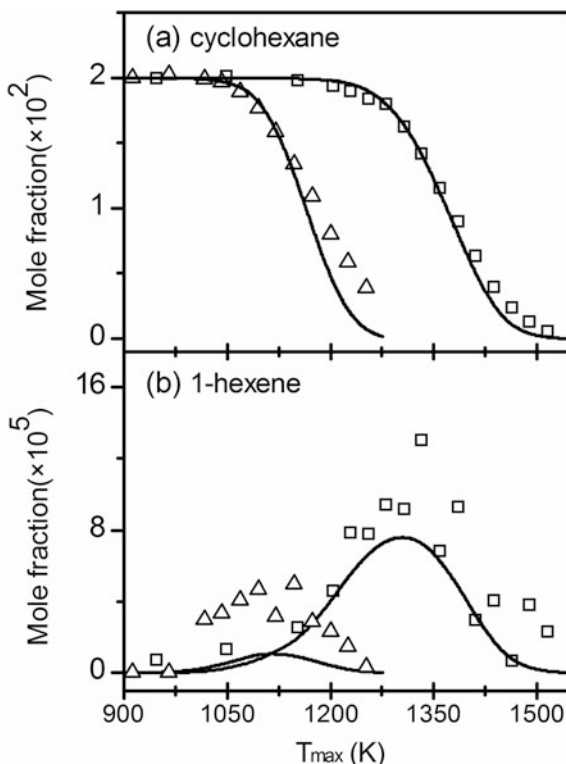 (a) cyclohexane
Mole fraction(×10²)
2
1
0
(b) 1-hexene
Mole fraction(×10⁵)
16
8
0
900 1050 1200 1350 1500
Tmax (K)